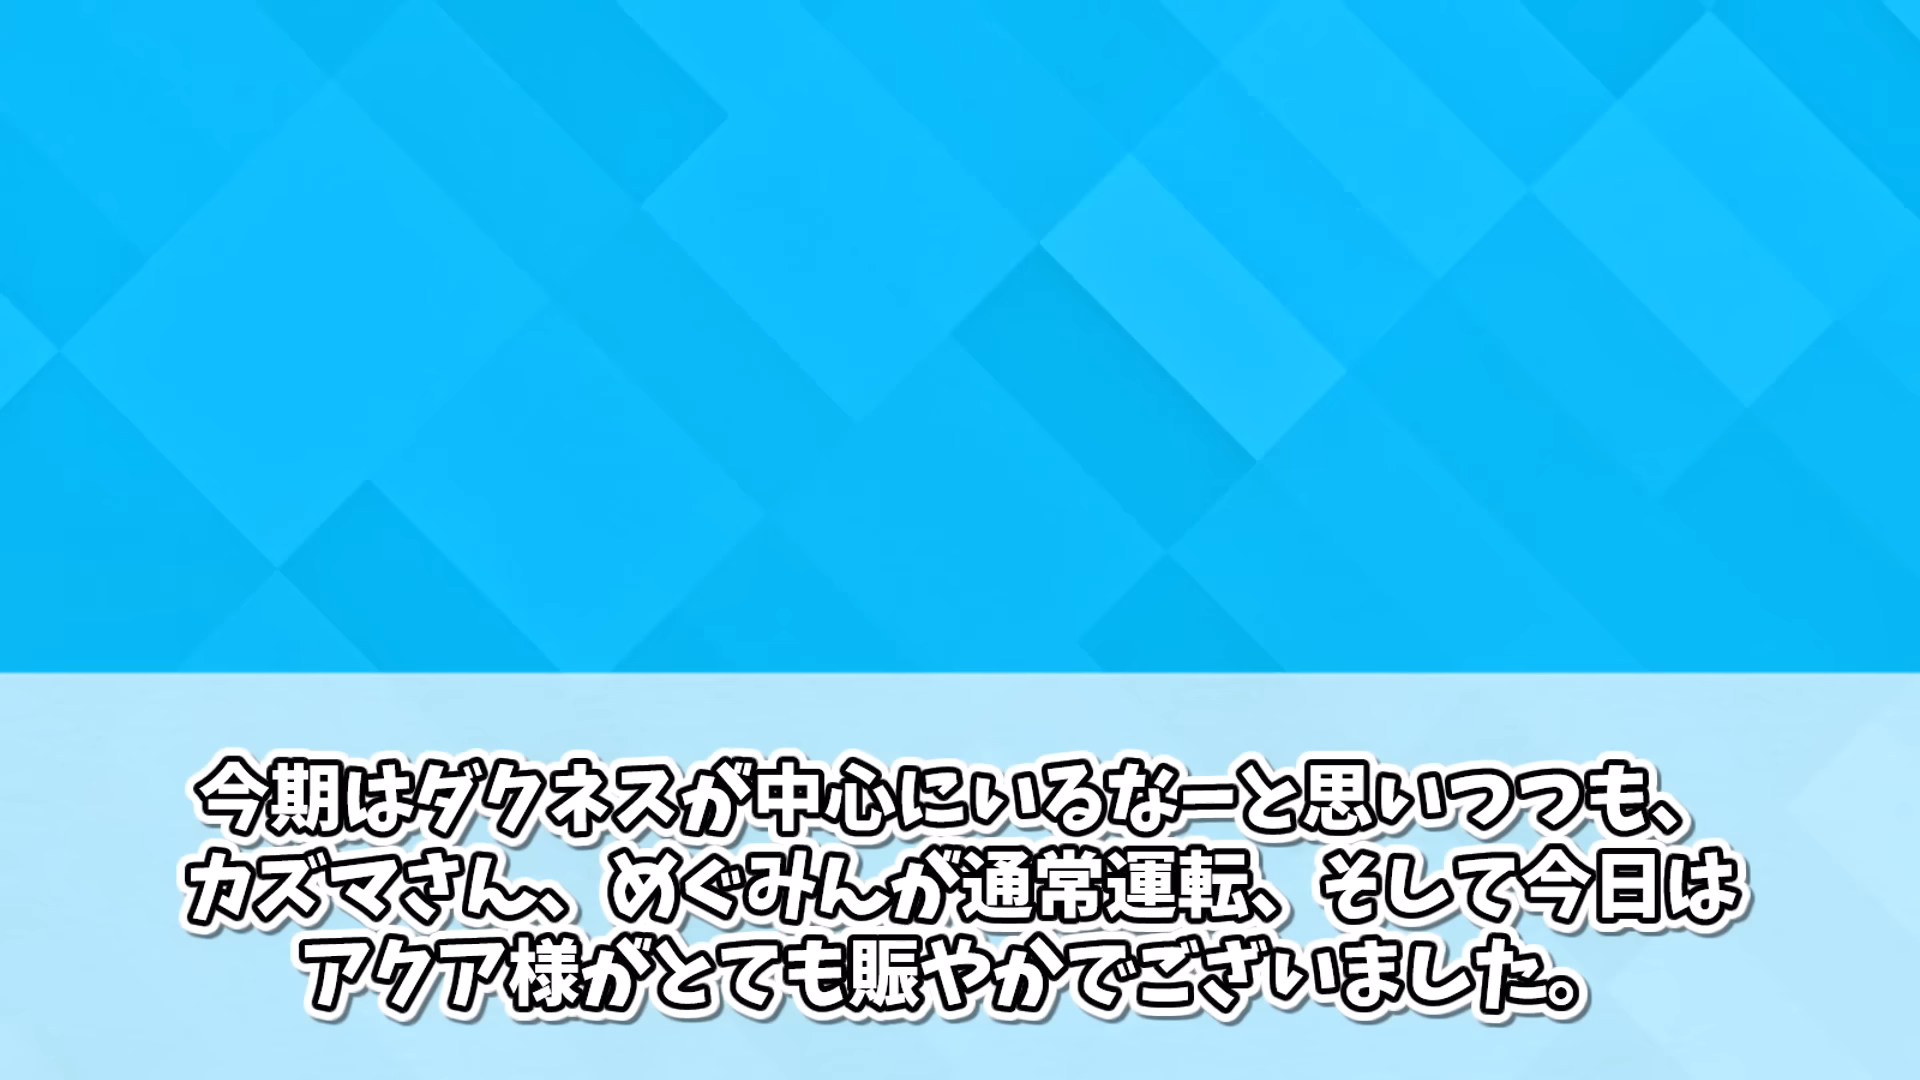 今期はダクネスが中心にいるなーと思いつつも、
カズマさん、めぐみんが通常運転、そして今日は
アクア様がとても賑やかでございました。